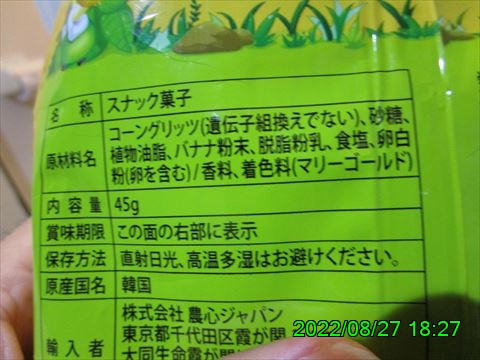 名称 スナック菓子
原材料名 コーングリッツ(遺伝子組換えでない)、砂糖、
植物油脂、バナナ粉末、脱脂粉乳、食塩、卵白
粉(卵を含む)/香料、着色料(マリーゴールド)
内容量 45g
賞味期限 この面の右部に表示
保存方法 直射日光、高温多湿はお避けください。
原産国名 韓国
輸入者 株式会社 農心ジャパン
東京都千代田区霞が関
大同生命霞が関
2022/08/27 18:27